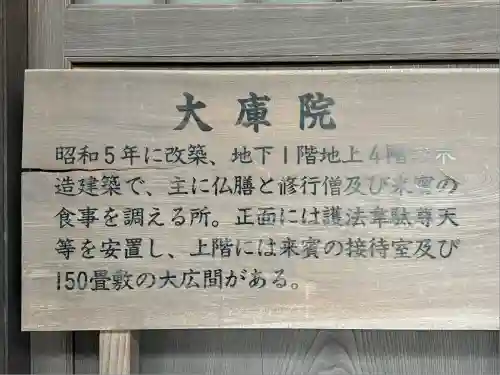 大庫院
昭和5年に改築、地下1階地上4階の木
造建築で、主に仏膳と修行僧及び来賓の
食事を調える所。正面には護法韋駄尊天
等を安置し、上階には来賓の接待室及び
150畳敷の大広間がある。